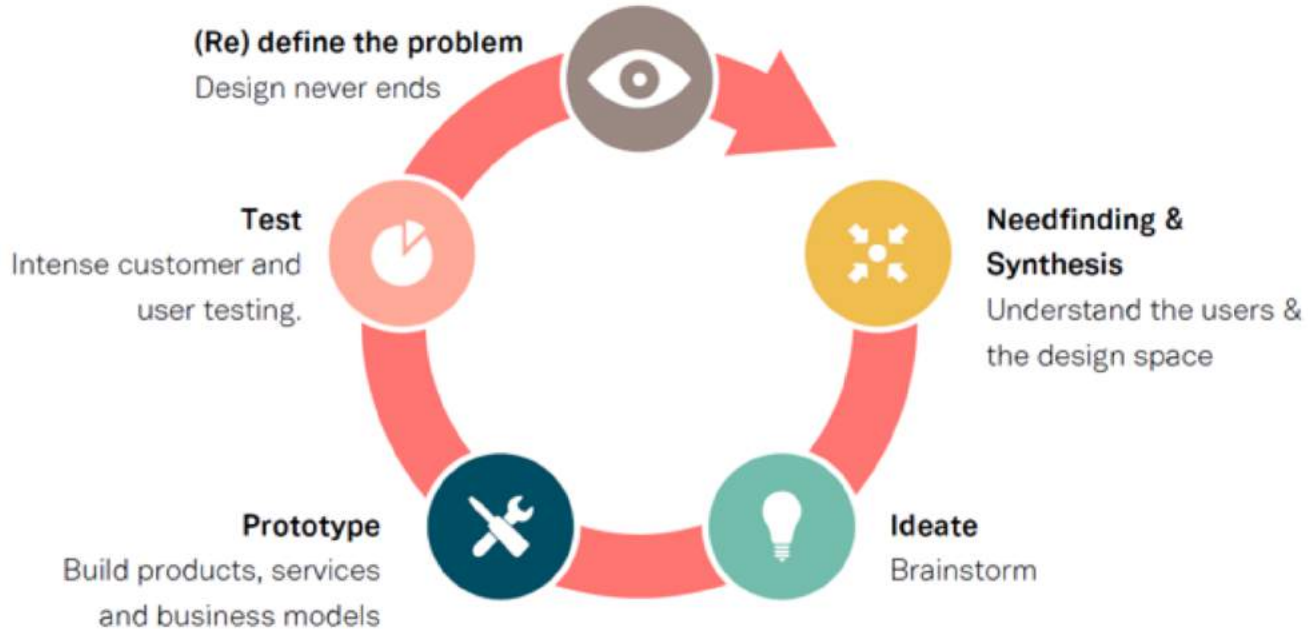 (Re) define the problem
Design never ends
Needfinding &
Synthesis
Understand the users &
the design space
Ideate
Brainstorm
Prototype
Build products, services
and business models
Test
Intense customer and
user testing.